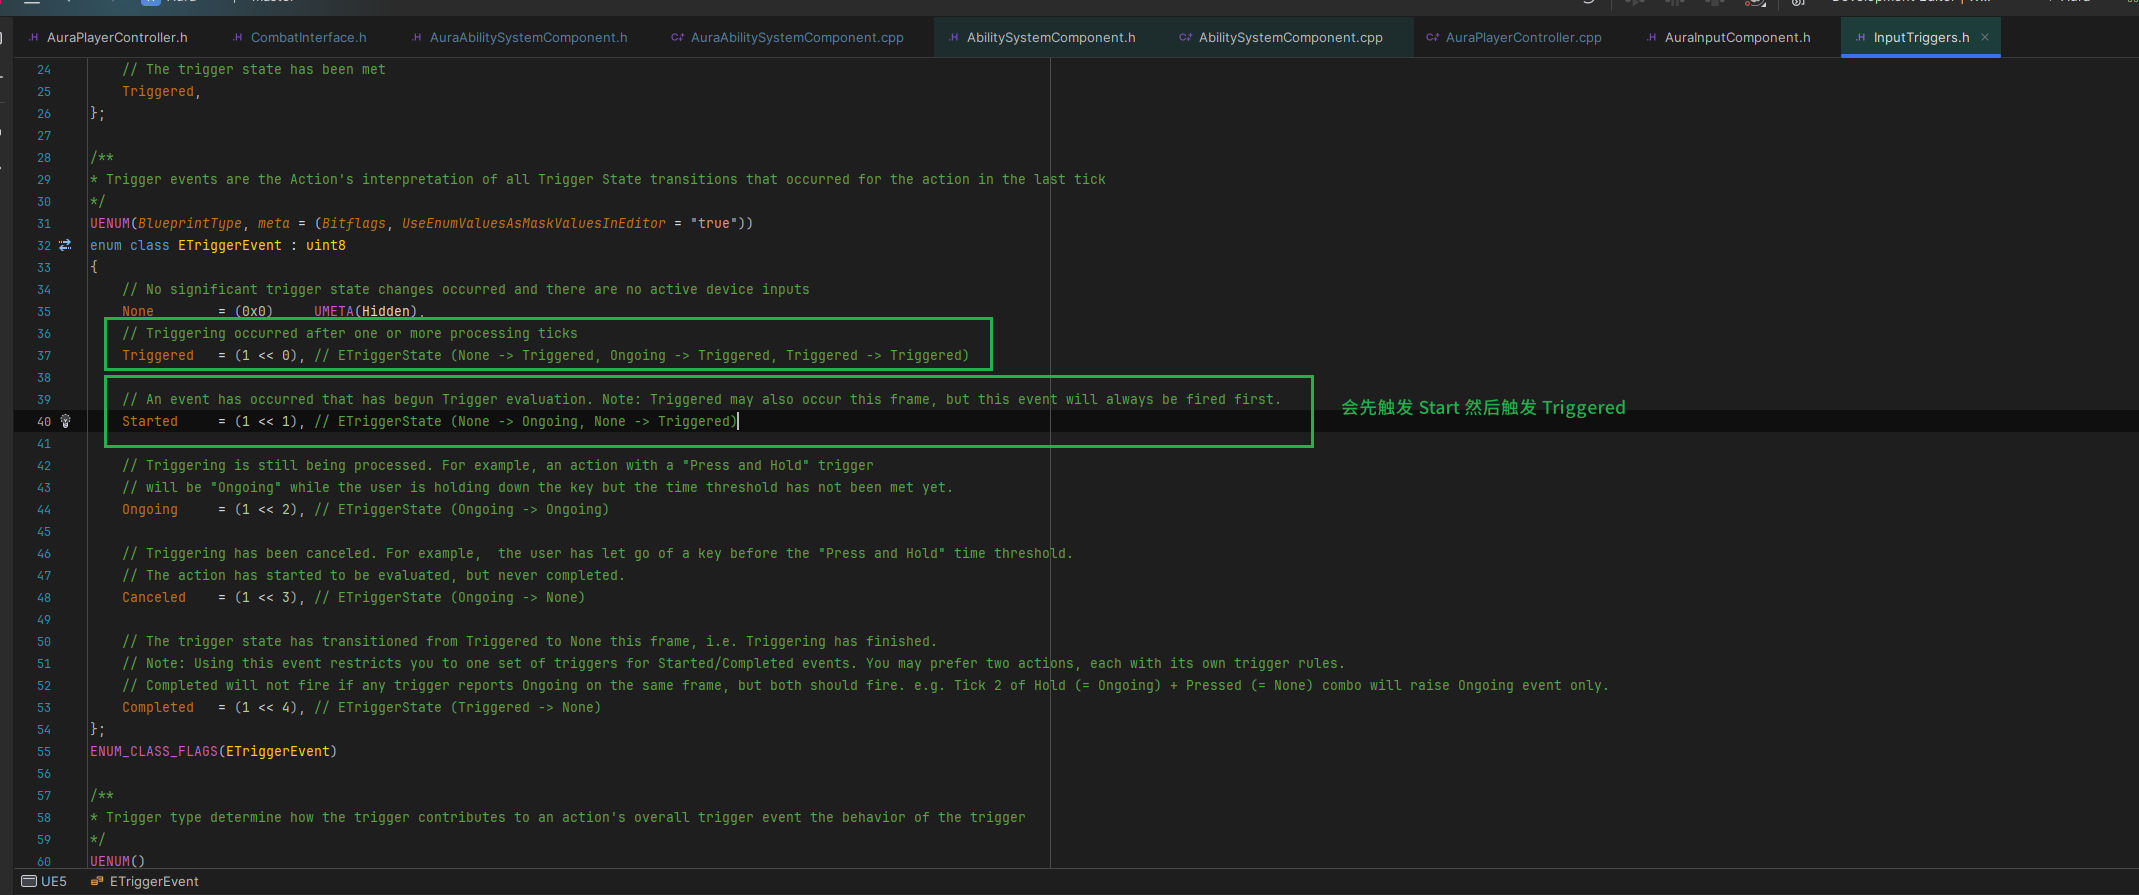 AuraPlayerController.h CombatInterface.h AuraAbilitySystemComponent.h AuraAbilitySystemComponent.cpp AbilitySystemComponent.h AbilitySystemComponent.cpp AuraPlayerController.cpp AuraInputComponent.h InputTriggers.h
24 // The trigger state has been met
25 Triggered,
26 };
27
28 /**
29 * Trigger events are the Action's interpretation of all Trigger State transitions that occurred for the action in the last tick
30 */
31 UENUM(BlueprintType, meta = (Bitflags, UseEnumValuesAsMaskValuesInEditor = "true"))
32 enum class ETriggerEvent : uint8
33 {
34 // No significant trigger state changes occurred and there are no active device inputs
35 None = (0x0) UMETA(Hidden),
36 // Triggering occurred after one or more processing ticks
37 Triggered = (1 << 0), // ETriggerState (None -> Triggered, Ongoing -> Triggered, Triggered -> Triggered)
38
39 // An event has occurred that has begun Trigger evaluation. Note: Triggered may also occur this frame, but this event will always be fired first.
会先触发 Start 然后触发 Triggered
40 Started = (1 << 1), // ETriggerState (None -> Ongoing, None -> Triggered)
41
42 // Triggering is still being processed. For example, an action with a "Press and Hold" trigger
43 // will be "Ongoing" while the user is holding down the key but the time threshold has not been met yet.
44 Ongoing = (1 << 2), // ETriggerState (Ongoing -> Ongoing)
45
46 // Triggering has been canceled. For example,  the user has let go of a key before the "Press and Hold" time threshold.
47 // The action has started to be evaluated, but never completed.
48 Canceled = (1 << 3), // ETriggerState (Ongoing -> None)
49
50 // The trigger state has transitioned from Triggered to None this frame, i.e. Triggering has finished.
51 // Note: Using this event restricts you to one set of triggers for Started/Completed events. You may prefer two actions, each with its own trigger rules.
52 // Completed will not fire if any trigger reports Ongoing on the same frame, but both should fire. e.g. Tick 2 of Hold (= Ongoing) + Pressed (= None) combo will raise Ongoing event only.
53 Completed = (1 << 4), // ETriggerState (Triggered -> None)
54 };
55 ENUM_CLASS_FLAGS(ETriggerEvent)
56
57 /**
58 * Trigger type determine how the trigger contributes to an action's overall trigger event the behavior of the trigger
59 */
60 UENUM()
UE5 ETriggerEvent